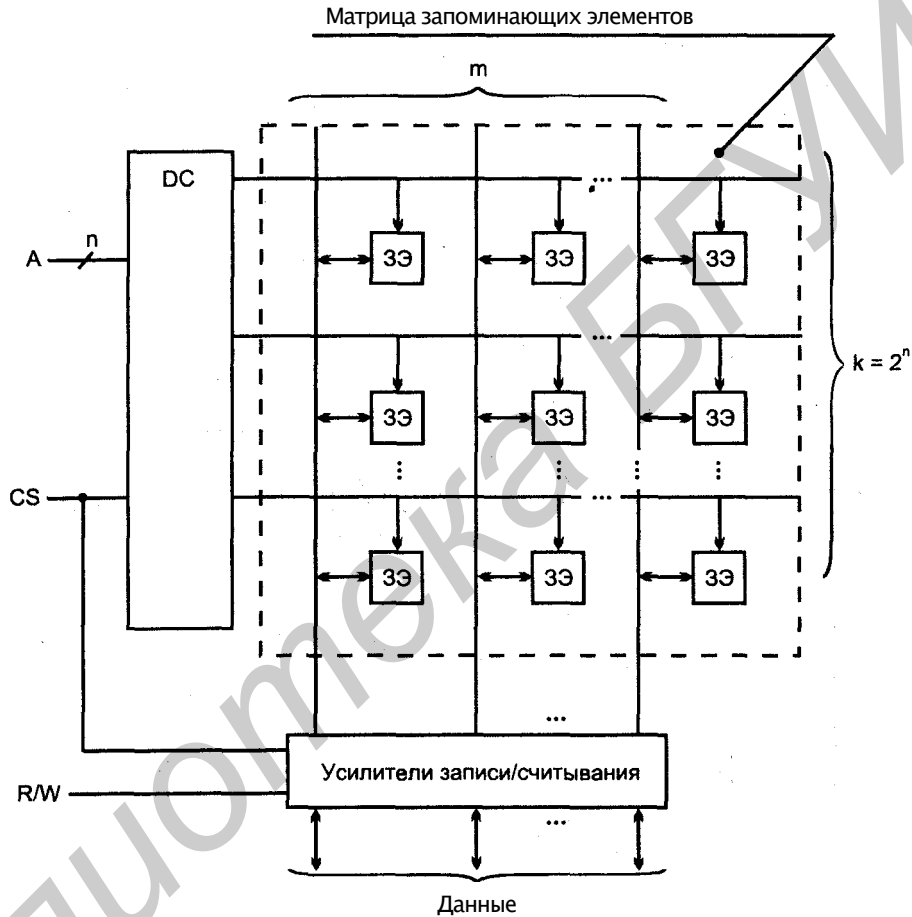 Матрица запоминающих элементов
m
DC
...
A
n
ЗЭ
ЗЭ
ЗЭ
...
k = 2ⁿ
ЗЭ
ЗЭ
ЗЭ
...
...
...
...
CS
...
ЗЭ
ЗЭ
ЗЭ
...
Усилители записи/считывания
R/W
...
Данные